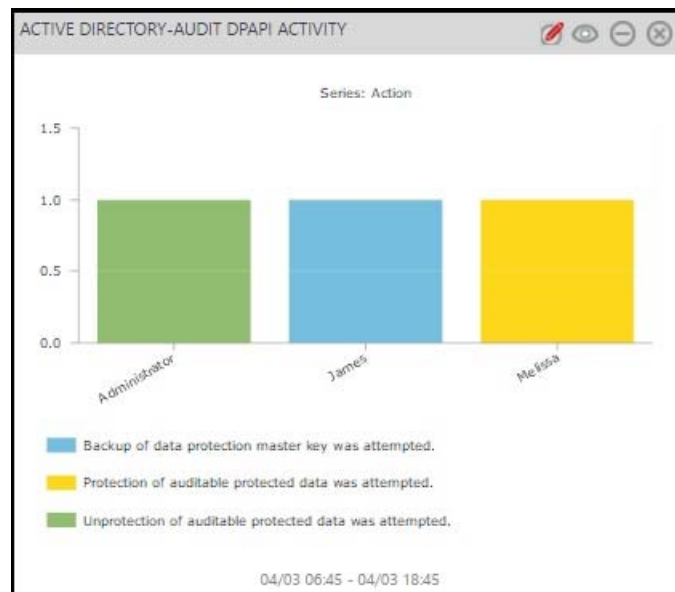 ACTIVE DIRECTORY-AUDIT DPAPI ACTIVITY
Series: Action
1.5
1.0
0.5
0.0
Administrator
James
Melissa
Backup of data protection master key was attempted.
Protection of auditable protected data was attempted.
Unprotection of auditable protected data was attempted.
04/03 06:45 - 04/03 18:45